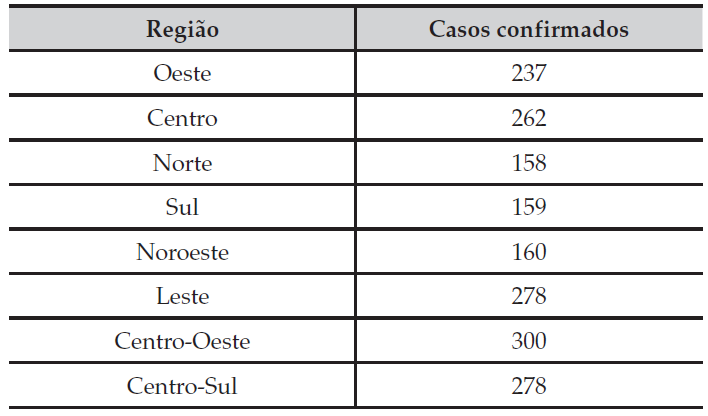 Região Casos confirmados
Oeste 237
Centro 262
Norte 158
Sul 159
Noroeste 160
Leste 278
Centro-Oeste 300
Centro-Sul 278